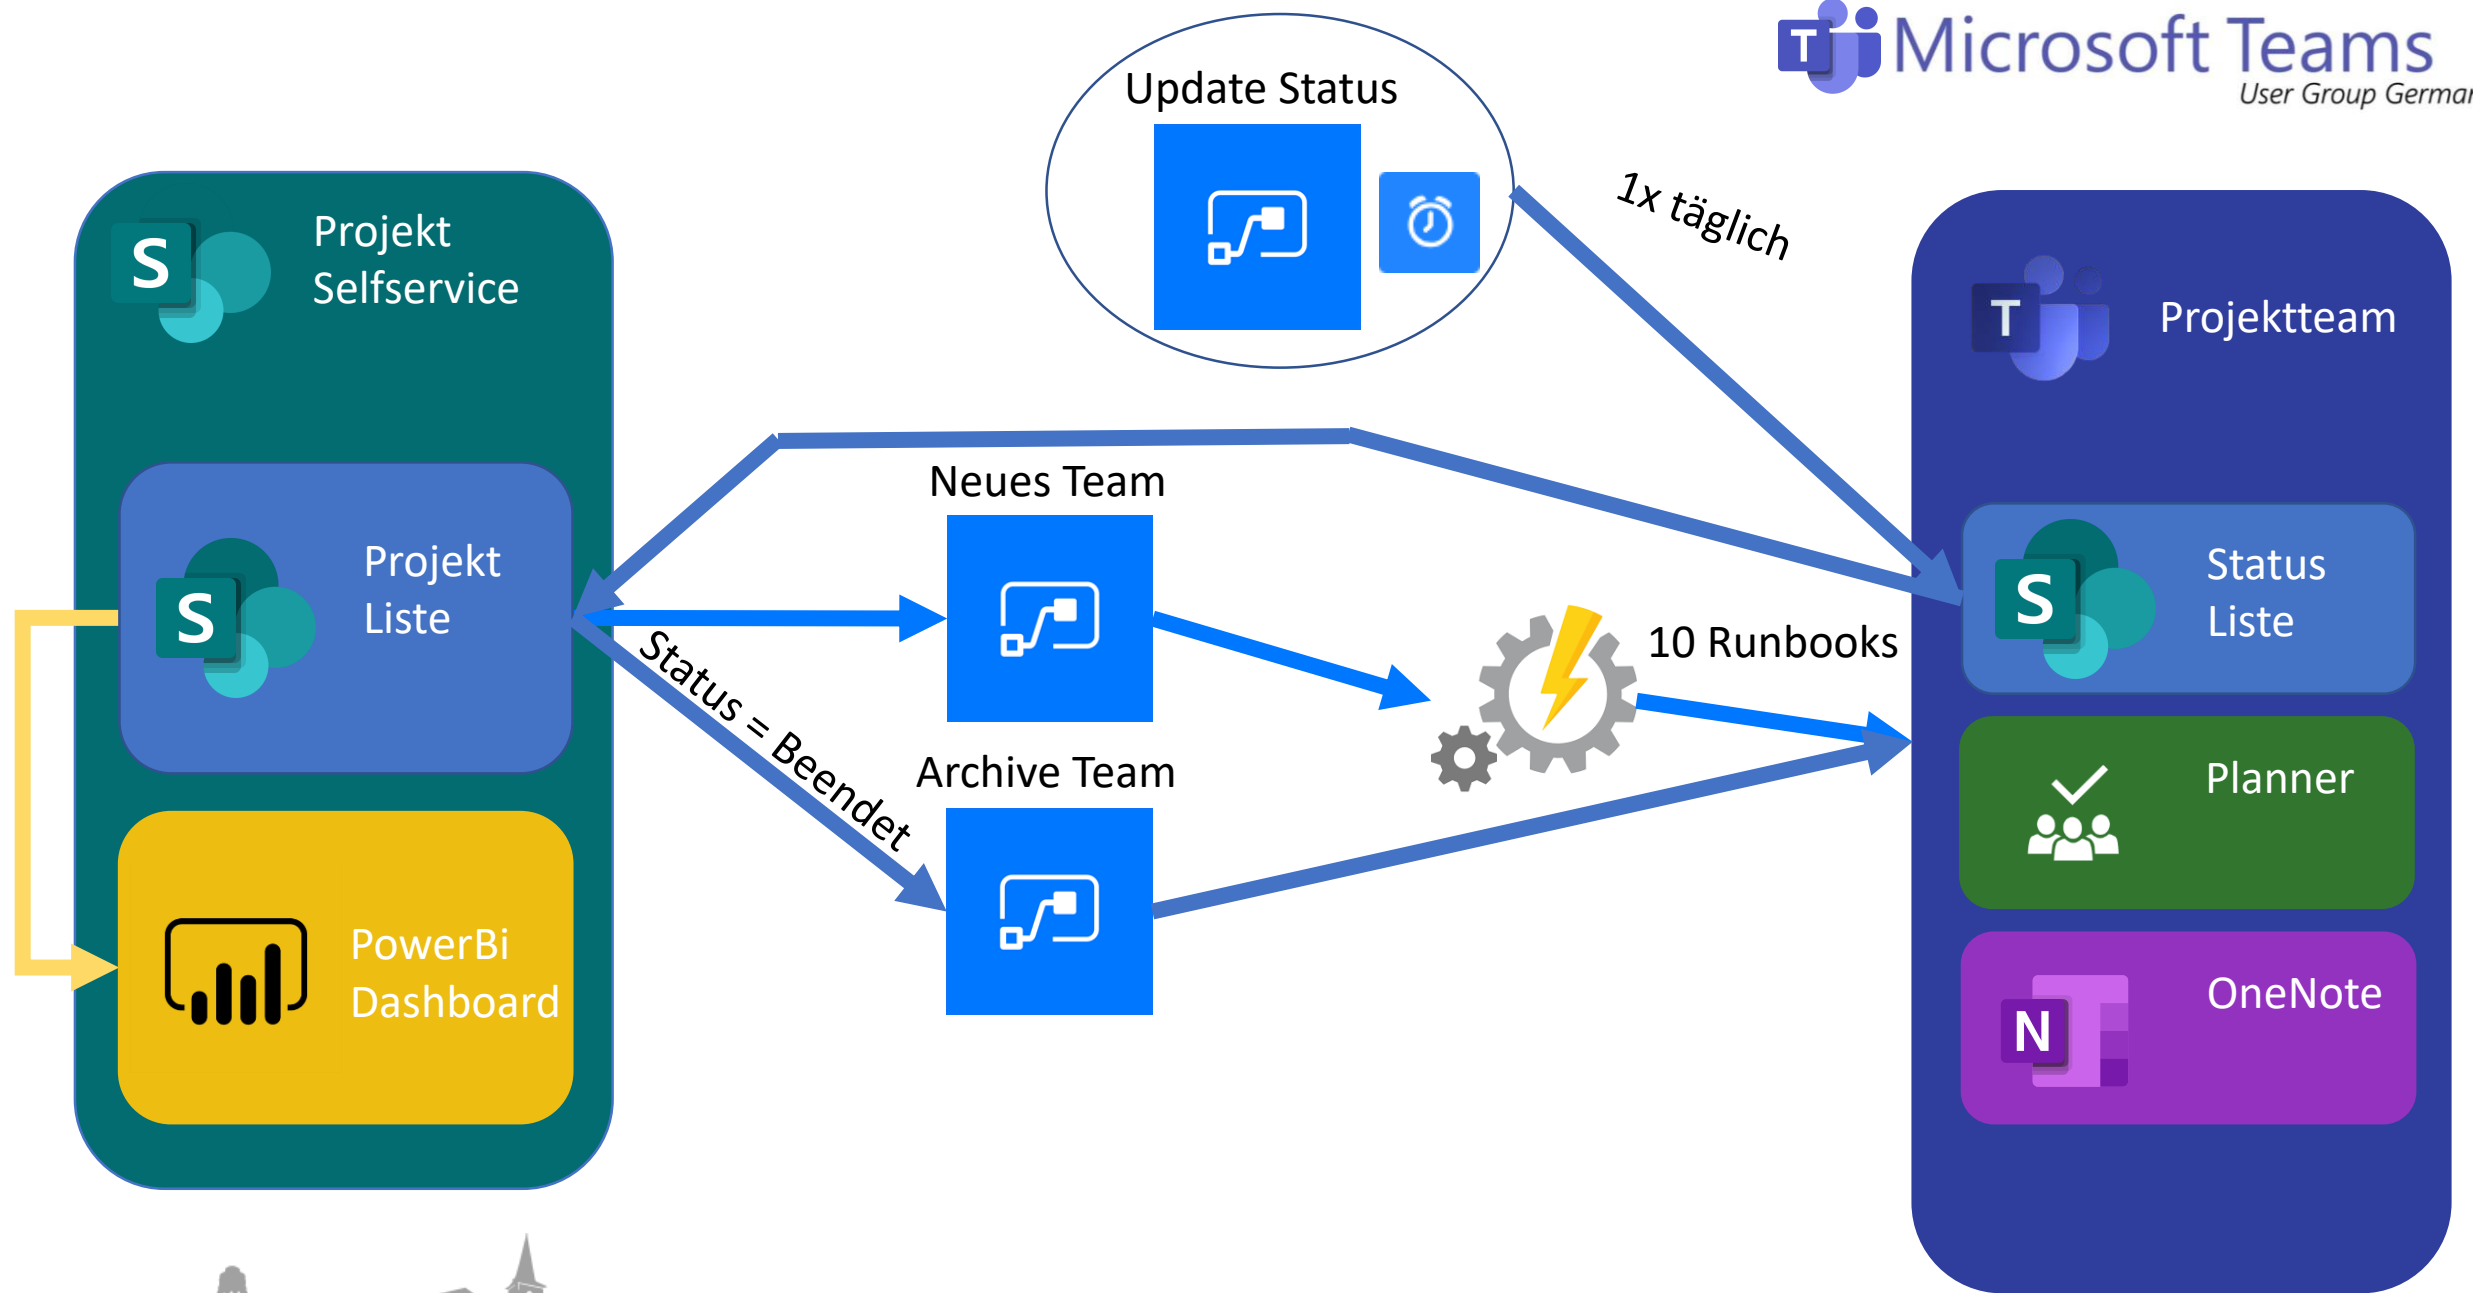 Microsoft Teams
User Group German
Update Status
1x täglich
Projekt
Selfservice
Projektteam
Neues Team
Projekt
Liste
Status
Liste
10 Runbooks
Status = Beendet
Archive Team
Planner
PowerBi
Dashboard
OneNote